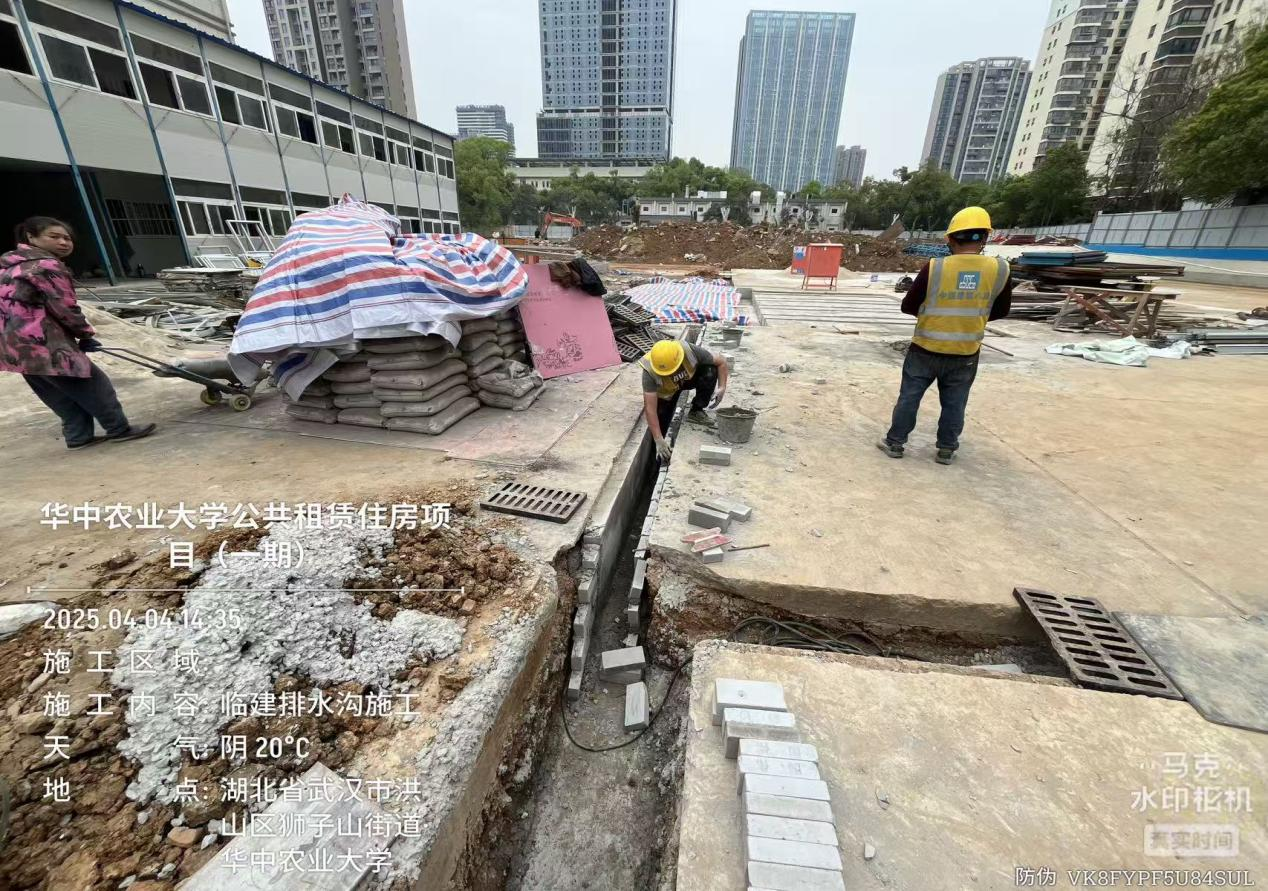 华中农业大学公共租赁住房项
目（一期）
2025.04.04 14:35
施工区域
施工内容: 临建排水沟施工
天气: 阴 20°C
地点: 湖北省武汉市洪
山区狮子山街道
华中农业大学
马克
水印相机
真实时间
防伪 VK8FYPF5U84SUL